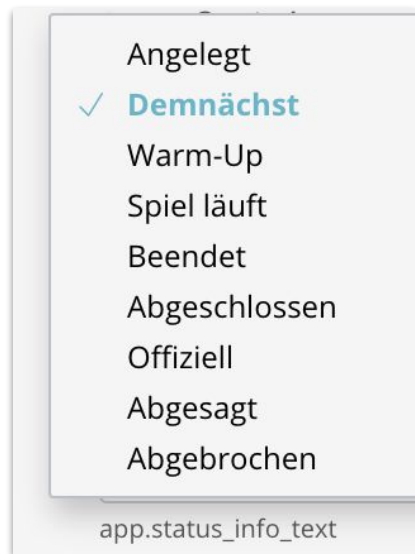 Angelegt
Demnächst
Warm-Up
Spiel läuft
Beendet
Abgeschlossen
Offiziell
Abgesagt
Abgebrochen
app.status_info_text